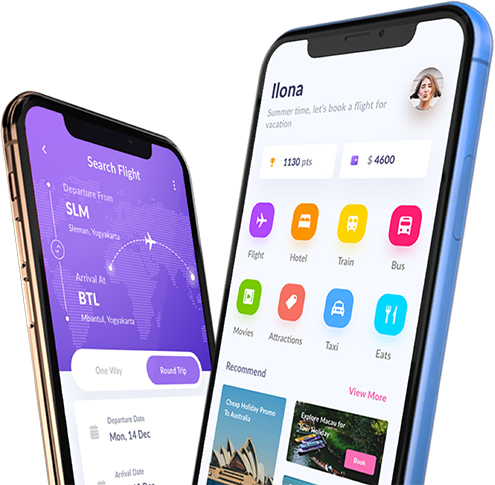 Search Flight
Departure From
SLM
Sleman, Yogyakarta
Arrival At
BTL
Mbantul, Yogyakarta
One Way
Round Trip
Departure Date
Mon, 14 Dec
Arrival Date
Ilona
Summer time, let's book a flight for
vacation
1130 pts
$ 4600
Flight
Hotel
Train
Bus
Movies
Attractions
Taxi
Eats
Recommend
View More
Cheap Holiday Promo
To Australia
Explore Macau for
Your Holiday
Book